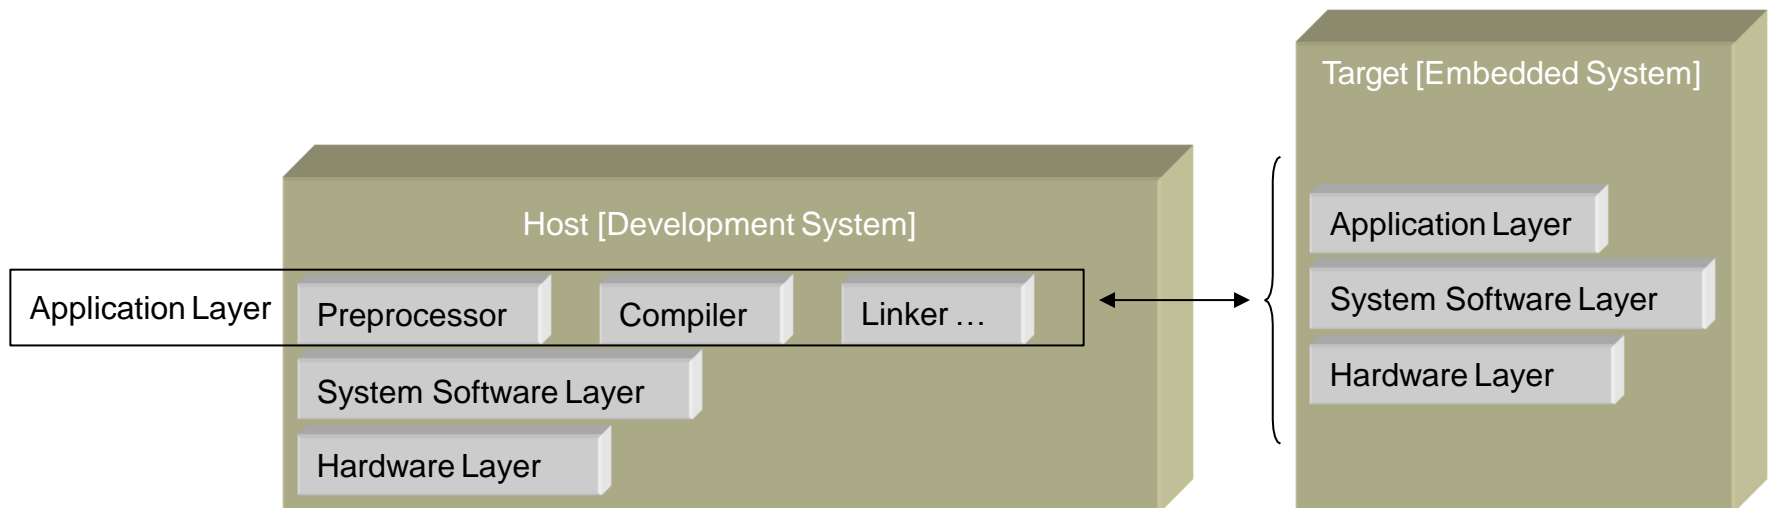 Target [Embedded System]
Host [Development System]
Application Layer
Preprocessor
Compiler
Linker …
System Software Layer
Hardware Layer
Application Layer
System Software Layer
Hardware Layer